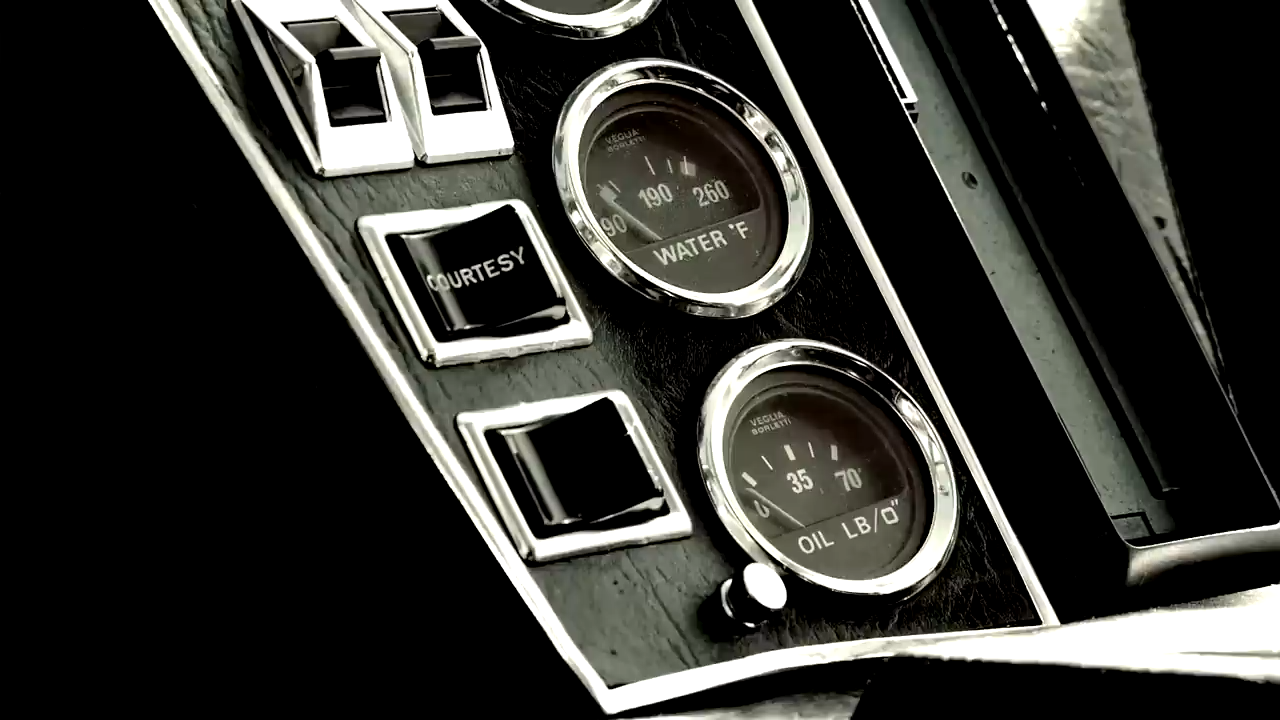 VEGLIA
BORLETTI
90 190 260
WATER °F
COURTESY
VEGLIA
BORLETTI
0 35 70
OIL LB/□"